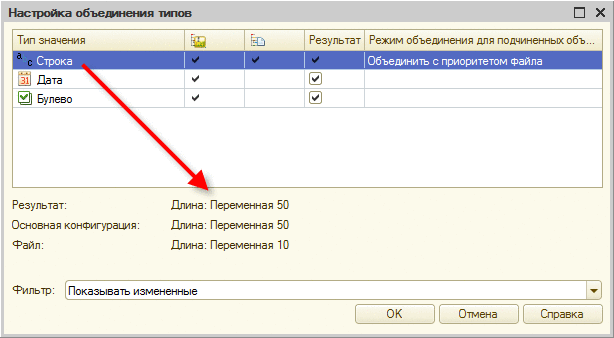 Настройка объединения типов
Тип значения Результат Режим объединения для подчиненных объ...
a c Строка Объединить с приоритетом файла
31 Дата
Булево
Результат: Длина: Переменная 50
Основная конфигурация: Длина: Переменная 50
Файл: Длина: Переменная 10
Фильтр: Показывать измененные
OK Отмена Справка